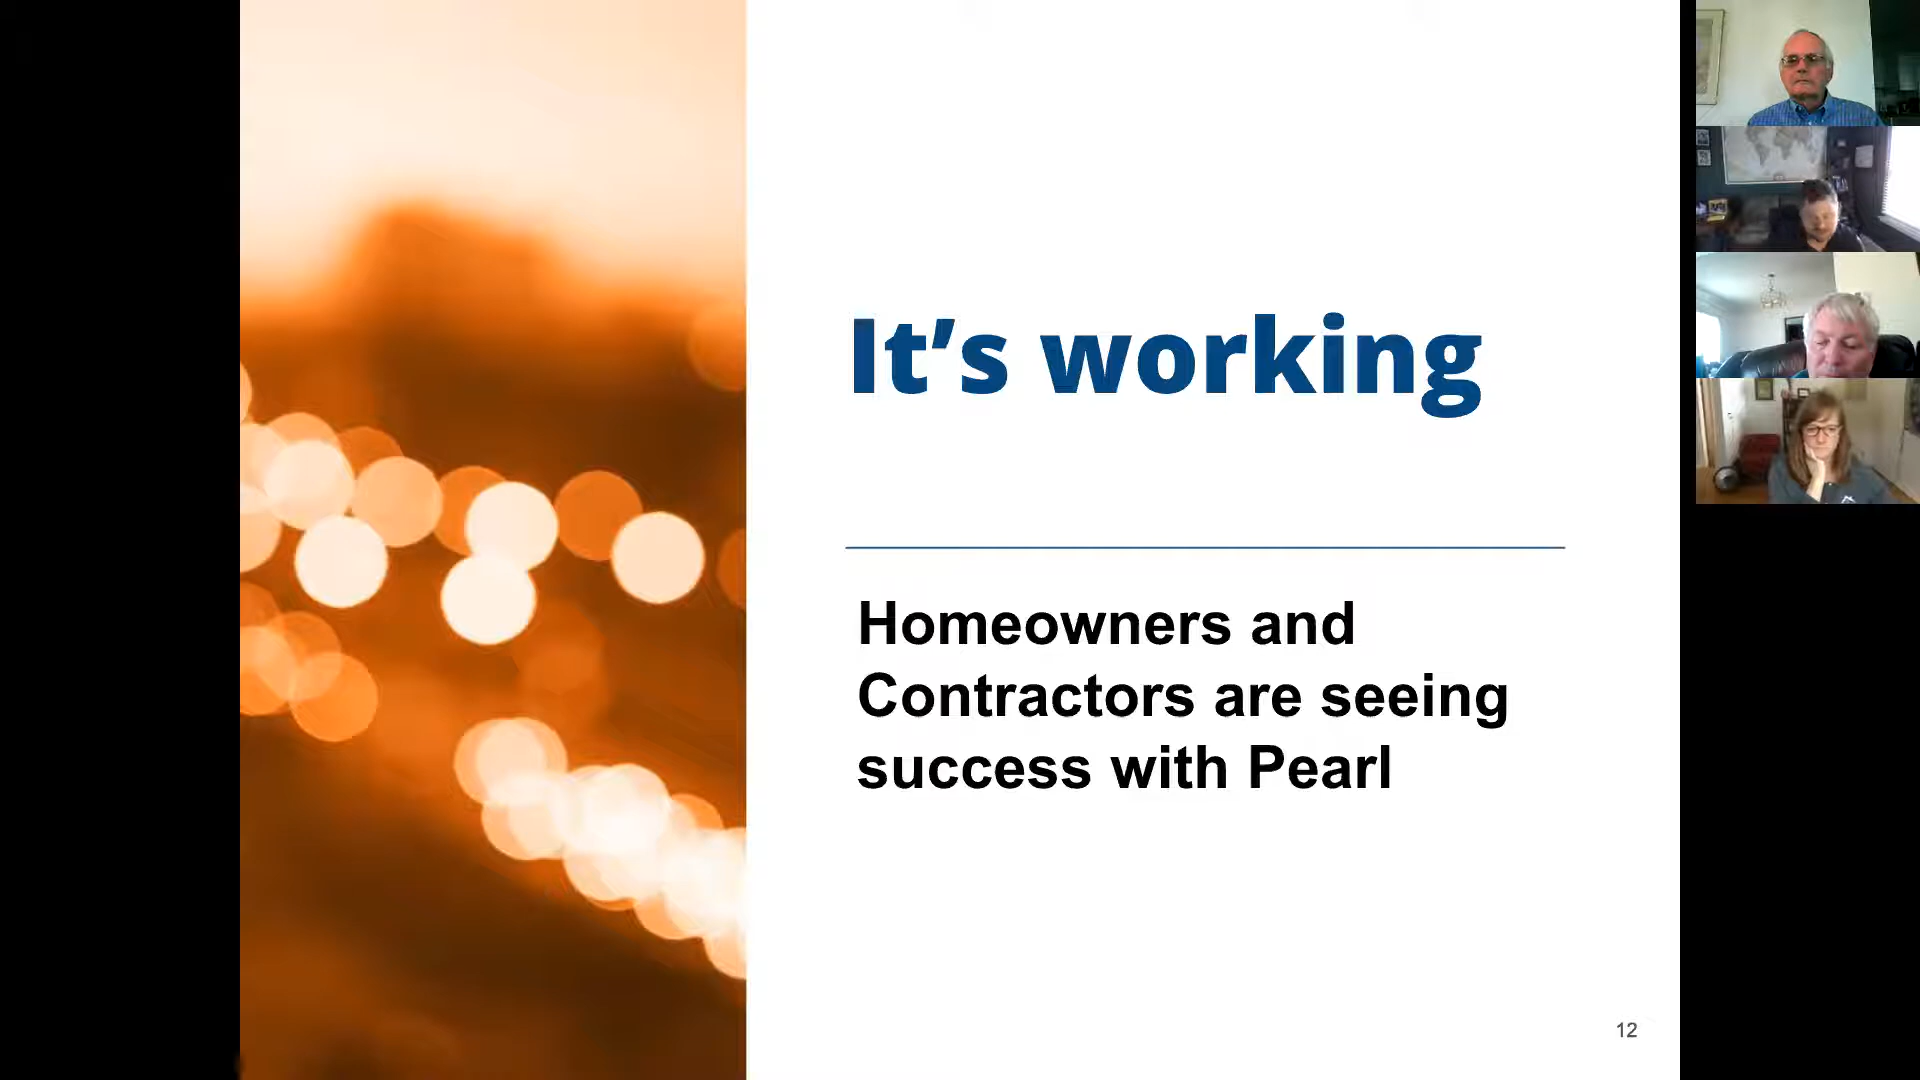 It’s working
Homeowners and
Contractors are seeing
success with Pearl
12